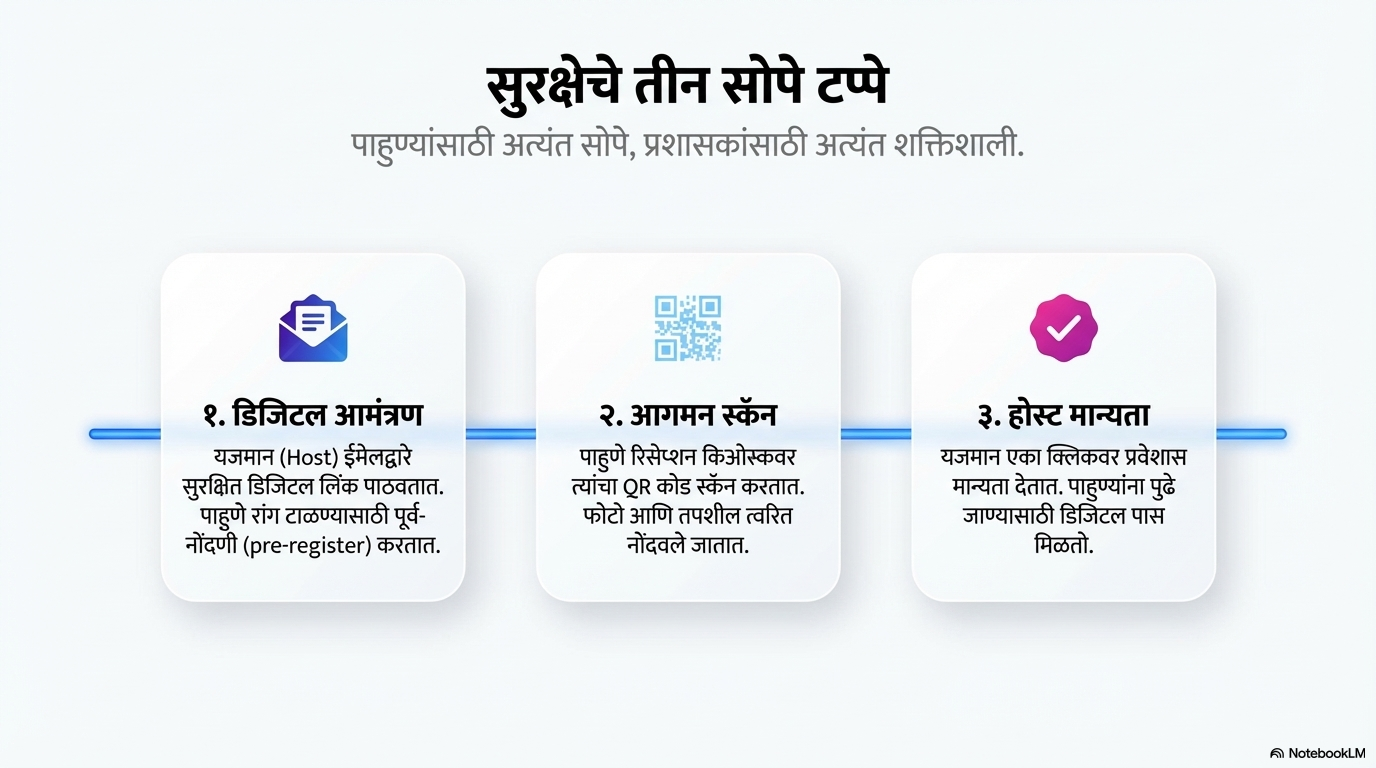 सुरक्षेचे तीन सोपे टप्पे
पाहुण्यांसाठी अत्यंत सोपे, प्रशासकांसाठी अत्यंत शक्तिशाली.
१. डिजिटल आमंत्रण
यजमान (Host) ईमेलद्वारे
सुरक्षित डिजिटल लिंक पाठवतात.
पाहुणे रांग टाळण्यासाठी पूर्व-
नोंदणी (pre-register) करतात.
२. आगमन स्कॅन
पाहुणे रिसेप्शन किओस्कवर
त्यांचा QR कोड स्कॅन करतात.
फोटो आणि तपशील त्वरित
नोंदवले जातात.
३. होस्ट मान्यता
यजमान एका क्लिकवर प्रवेशास
मान्यता देतात. पाहुण्यांना पुढे
जाण्यासाठी डिजिटल पास
मिळतो.
NotebookLM